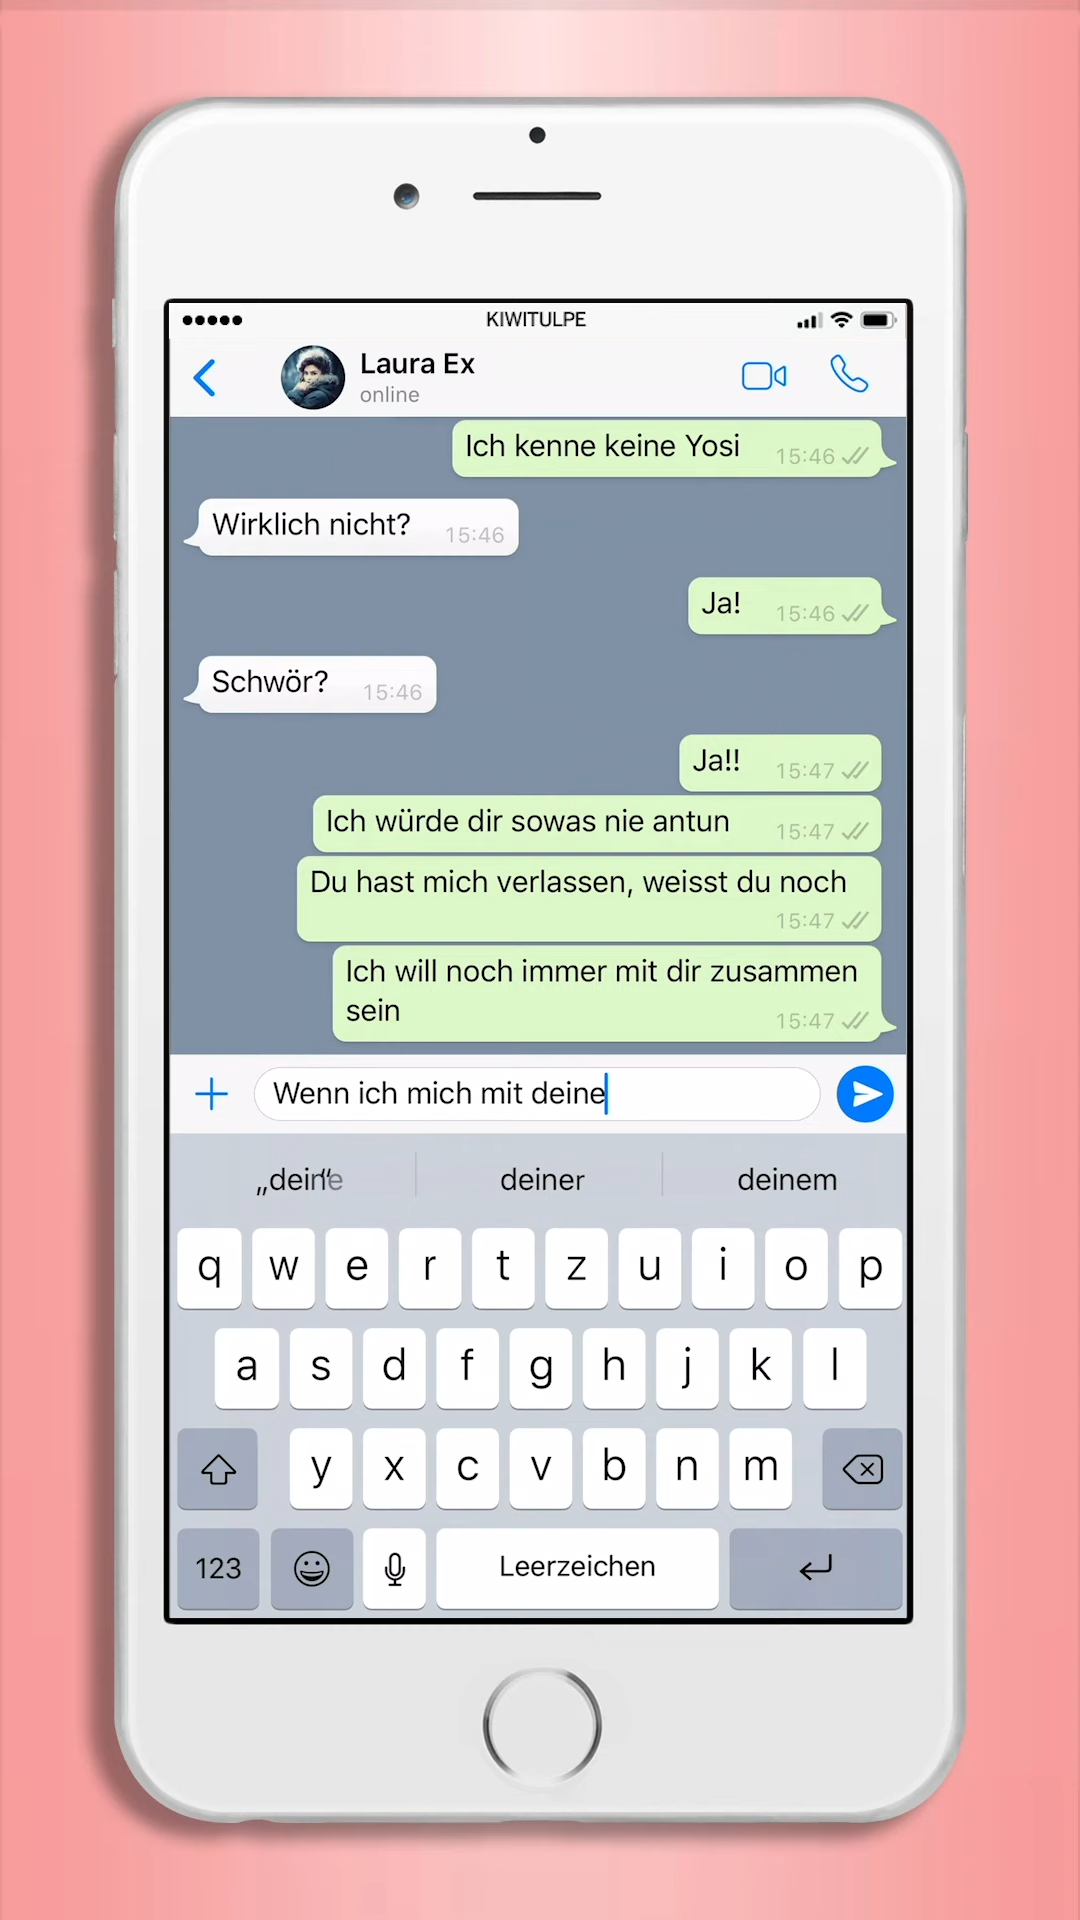 KIWITULPE
Laura Ex
online
Ich kenne keine Yosi 15:46
Wirklich nicht? 15:46
Ja! 15:46
Schwör? 15:46
Ja!! 15:47
Ich würde dir sowas nie antun 15:47
Du hast mich verlassen, weisst du noch
15:47
Ich will noch immer mit dir zusammen
sein 15:47
Wenn ich mich mit deine
deiner deinem
q w e r t z u i o p
a s d f g h j k l
y x c v b n m
123 Leerzeichen